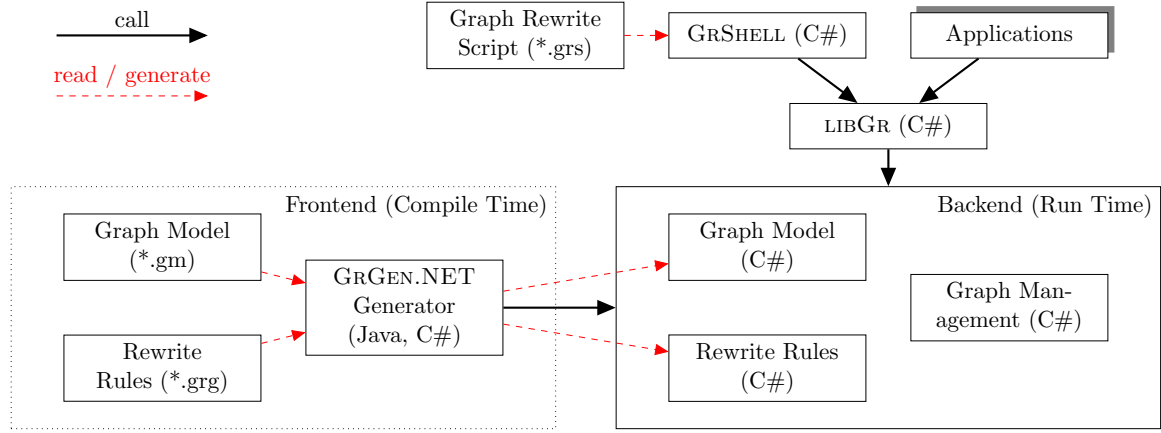 call
read / generate
Graph Rewrite
Script (*.grs)
GRSHELL (C#)
Applications
LIBGR (C#)
Frontend (Compile Time)
Graph Model
(*.gm)
Rewrite
Rules (*.grg)
GRGEN.NET
Generator
(Java, C#)
Backend (Run Time)
Graph Model
(C#)
Rewrite Rules
(C#)
Graph Man-
agement (C#)